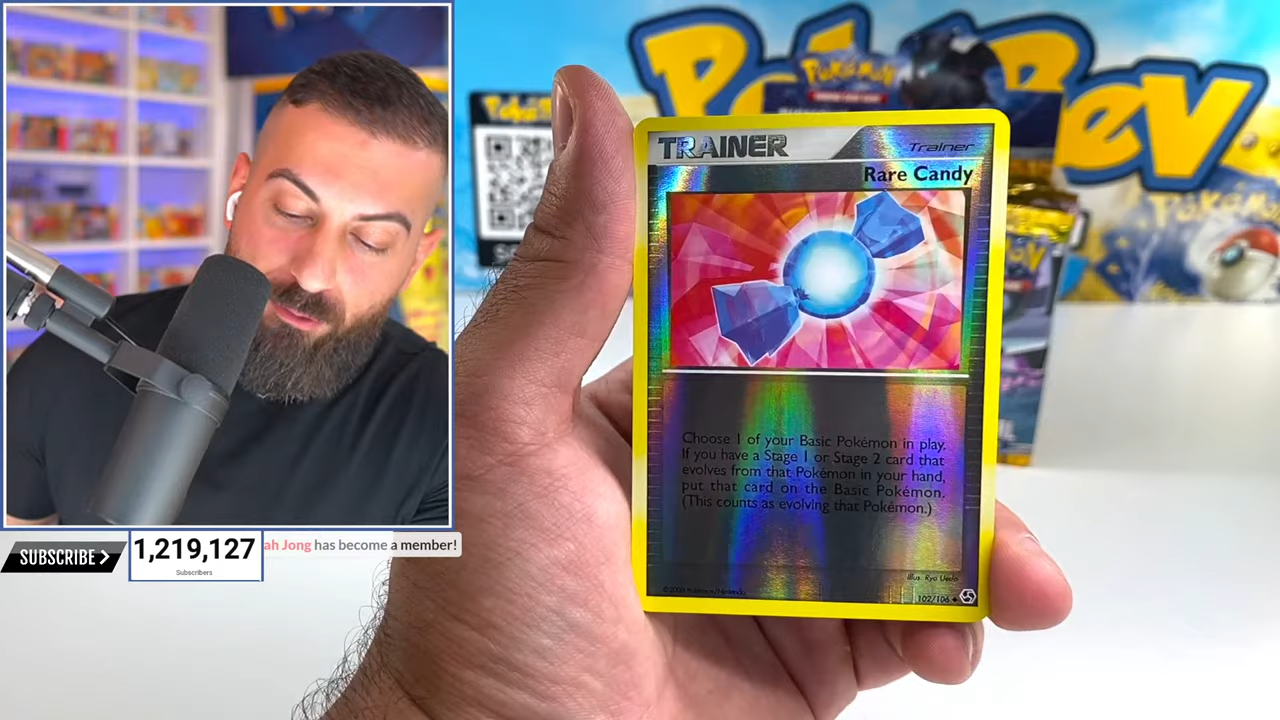 PokéRev
Pokémon
TRAINER
Trainer
Rare Candy
Choose 1 of your Basic Pokémon in play.
If you have a Stage 1 or Stage 2 card that
evolves from that Pokémon in your hand,
put that card on the Basic Pokémon.
(This counts as evolving that Pokémon.)
Illus. Ryo Ueda
102/106
SUBSCRIBE
1,219,127
Subscribers
ah Jong has become a member!